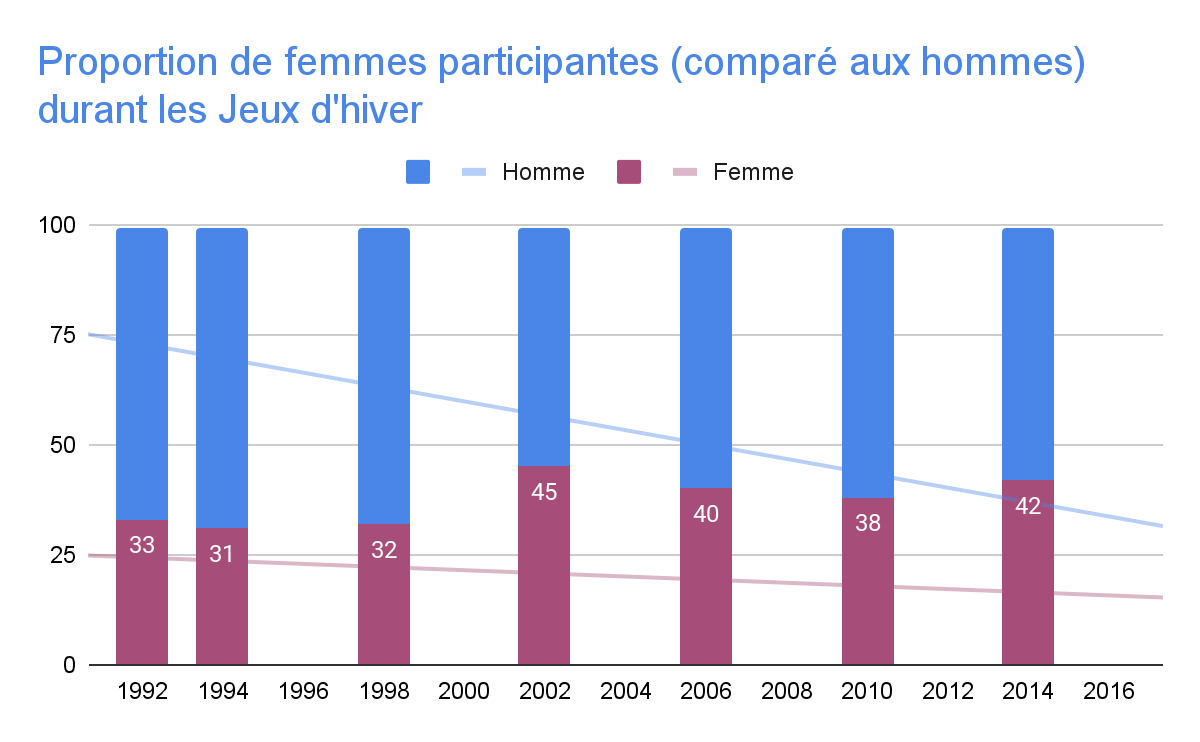 Proportion de femmes participantes (comparé aux hommes)
durant les Jeux d'hiver
Homme Femme
100
75
50
25
0
33 31 32 45 40 38 42
1992 1994 1996 1998 2000 2002 2004 2006 2008 2010 2012 2014 2016